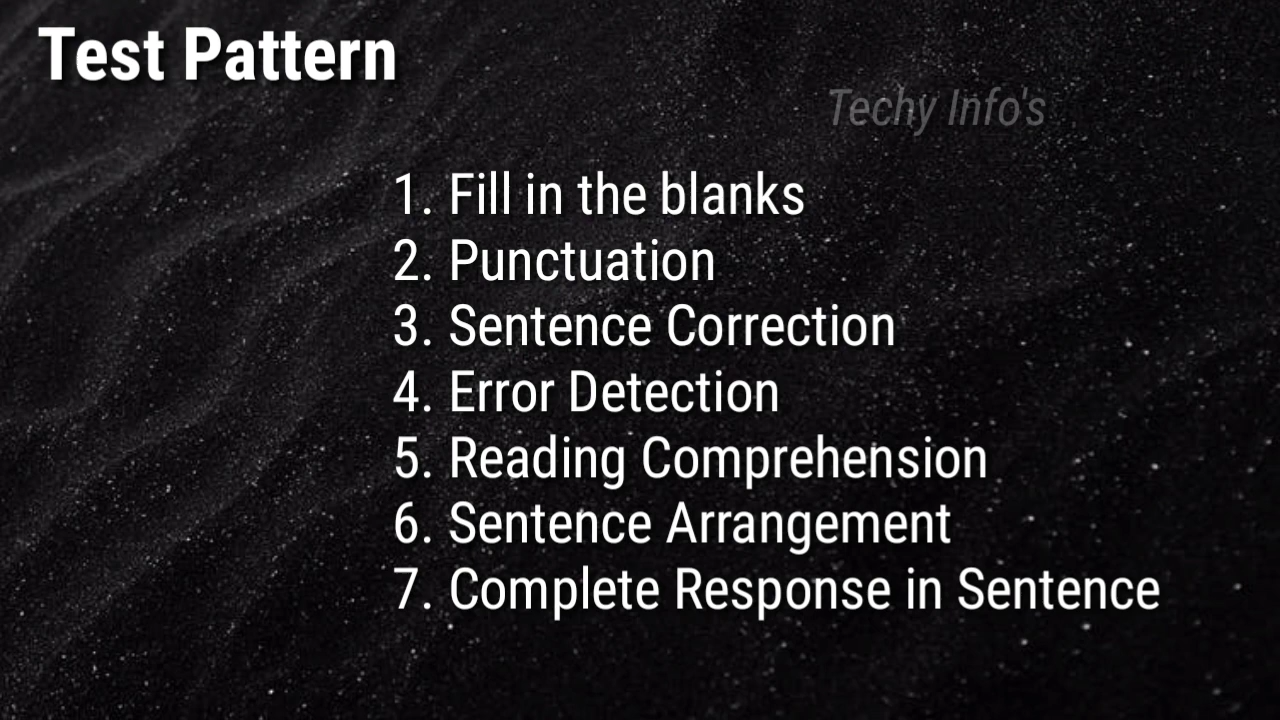 Test Pattern
Techy Info's
1. Fill in the blanks
2. Punctuation
3. Sentence Correction
4. Error Detection
5. Reading Comprehension
6. Sentence Arrangement
7. Complete Response in Sentence